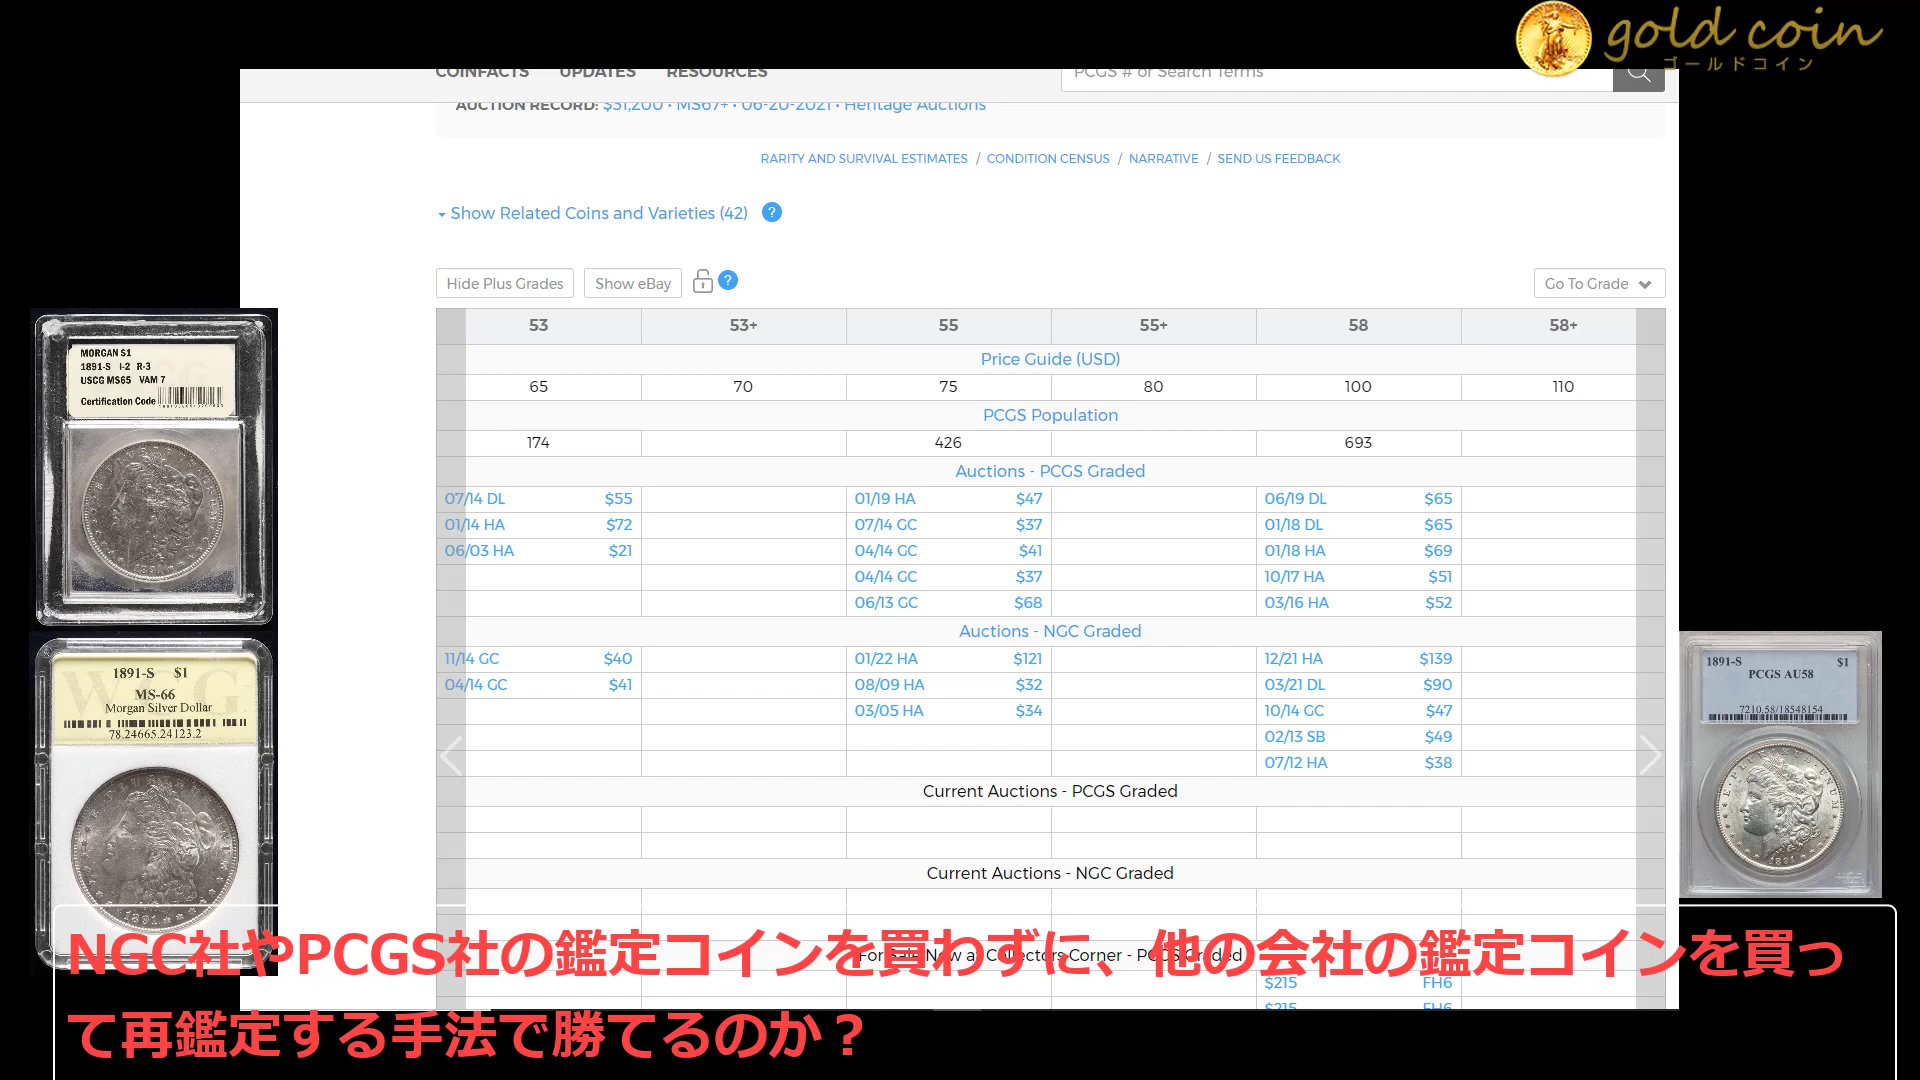 gold coin
ゴールドコイン
COINFACTS UPDATES RESOURCES
PCGS # or Search Terms
AUCTION RECORD: $31,200 • MS67+ • 06-20-2021 • Heritage Auctions
RARITY AND SURVIVAL ESTIMATES / CONDITION CENSUS / NARRATIVE / SEND US FEEDBACK
Show Related Coins and Varieties (42) ?
Hide Plus Grades Show eBay ? Go To Grade
53 53+ 55 55+ 58 58+
Price Guide (USD)
65 70 75 80 100 110
PCGS Population
174 426 693
Auctions - PCGS Graded
07/14 DL $55 01/19 HA $47 06/19 DL $65
01/14 HA $72 07/14 GC $37 01/18 DL $65
06/03 HA $21 04/14 GC $41 01/18 HA $69
04/14 GC $37 10/17 HA $51
06/13 GC $68 03/16 HA $52
Auctions - NGC Graded
11/14 GC $40 01/22 HA $121 12/21 HA $139
04/14 GC $41 08/09 HA $32 03/21 DL $90
03/05 HA $34 10/14 GC $47
02/13 SB $49
07/12 HA $38
Current Auctions - PCGS Graded
Current Auctions - NGC Graded
For Sale Now at Collectors Corner - PCGS Graded
$215 FH6
$215 FH6
MORGAN $1
1891-S I-2 R-3
USCG MS65 VAM 7
Certification Code
WCG
1891-S $1
MS-66
Morgan Silver Dollar
78.24665.24123.2
1891
1891-S $1
PCGS AU58
7210.58/18548154
1891
NGC社やPCGS社の鑑定コインを買わずに、他の会社の鑑定コインを買っ
て再鑑定する手法で勝てるのか？